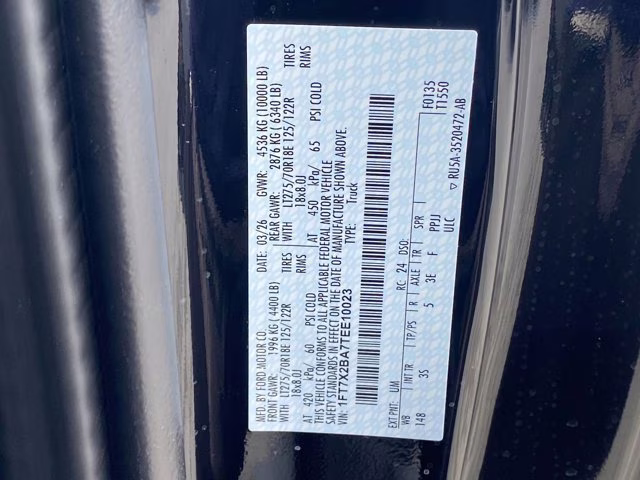 MFD. BY FORD MOTOR CO.
DATE: 03/26 GVWR: 4536 KG (10000 LB)
FRONT GAWR: 1996 KG ( 4400 LB) REAR GAWR: 2876 KG ( 6340 LB)
WITH LT275/70R18E 125/122R TIRES WITH LT275/70R18E 125/122R TIRES
18x8.0J RIMS 18x8.0J RIMS
AT 420 kPa/ 60 PSI COLD AT 450 kPa/ 65 PSI COLD
THIS VEHICLE CONFORMS TO ALL APPLICABLE FEDERAL MOTOR VEHICLE
SAFETY STANDARDS IN EFFECT ON THE DATE OF MANUFACTURE SHOWN ABOVE.
VIN: 1FT7X2BA7TEE10023 TYPE: Truck
F0135
T1550
EXT PNT: UM RC: 24 DSO:
WB INT TR TP/PS R AXLE TR SPR
148 3S 5 3E F PPJJ
ULC
▽ RU5A-3520472-AB